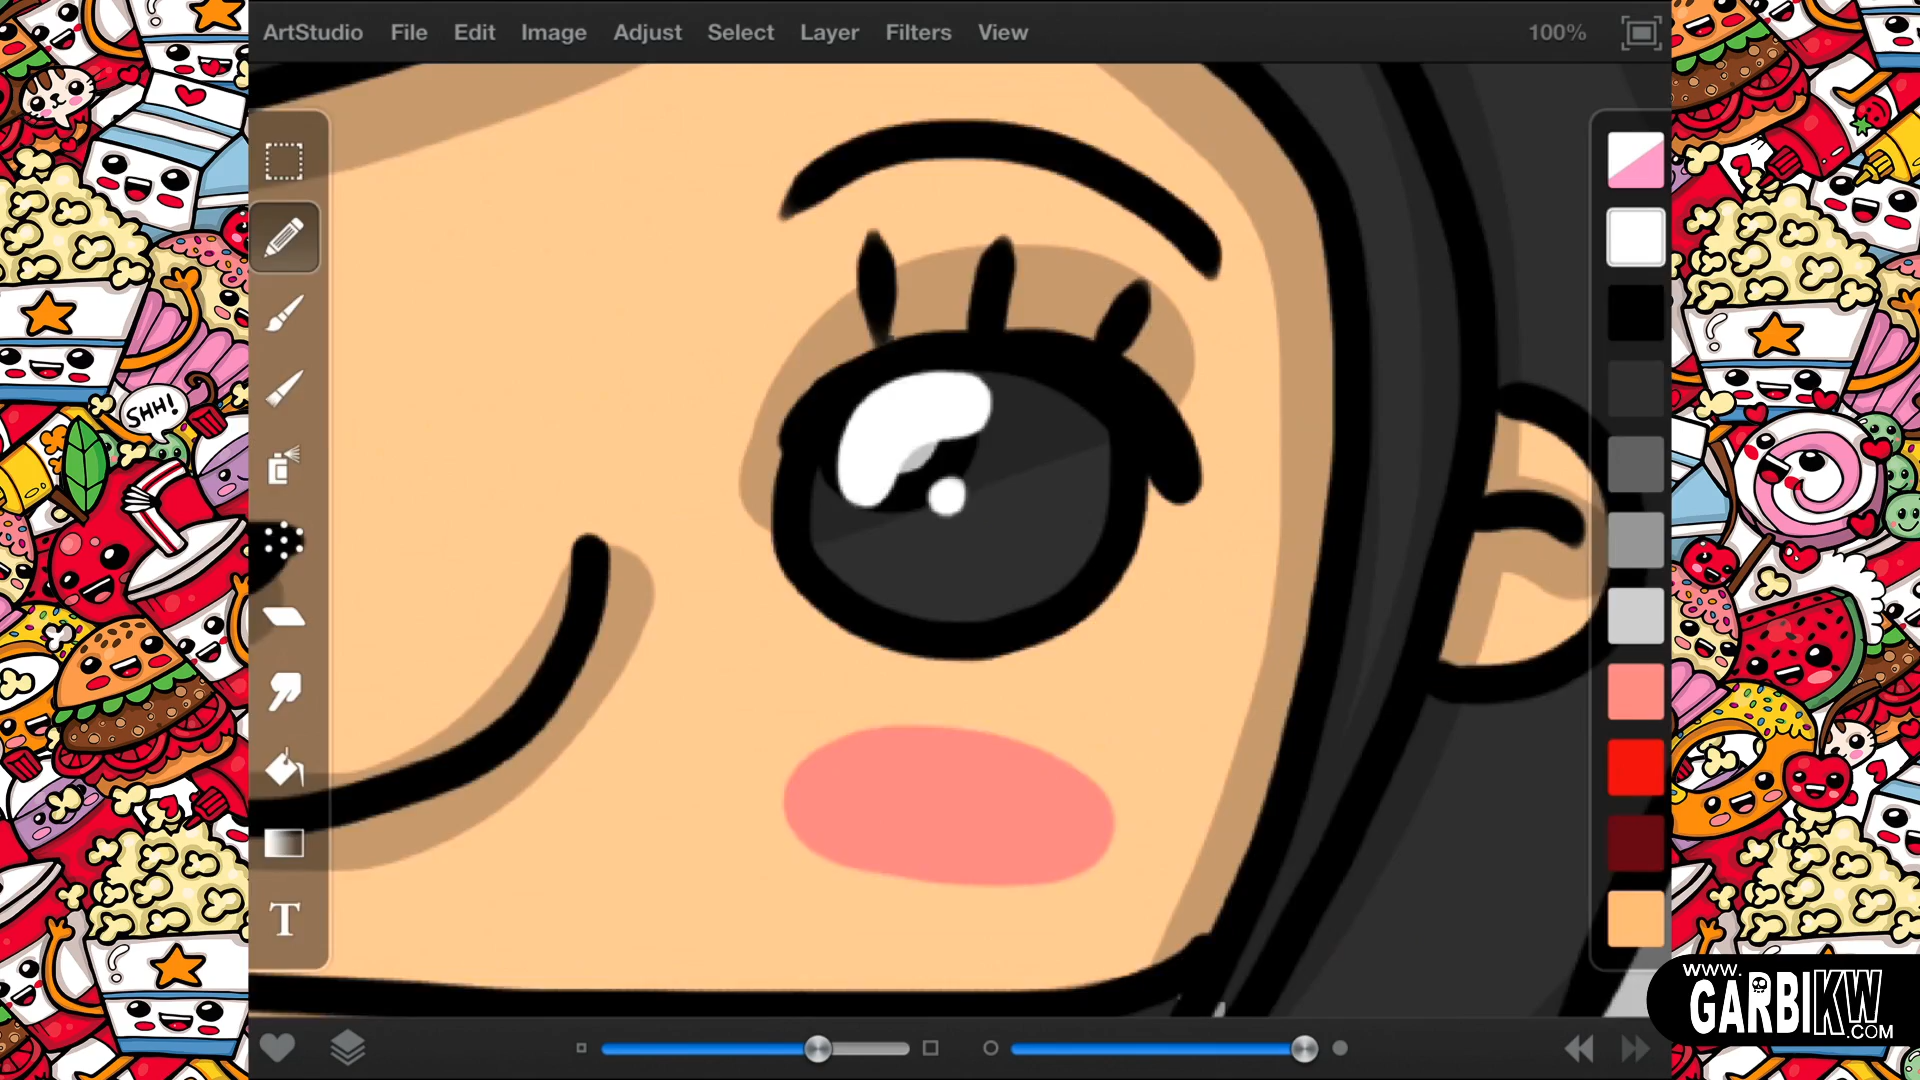 ArtStudio File Edit Image Adjust Select Layer Filters View 100%
SHH!
T
WWW.
GARBIKW
.COM